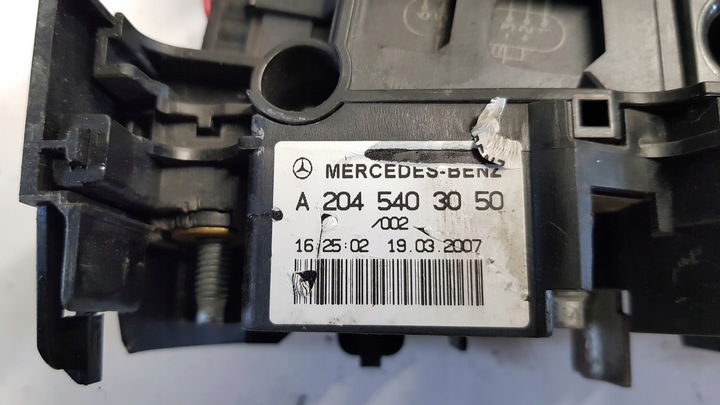 MERCEDES-BENZ
A 204 540 30 50
/002
16:25:02 19.03.2007